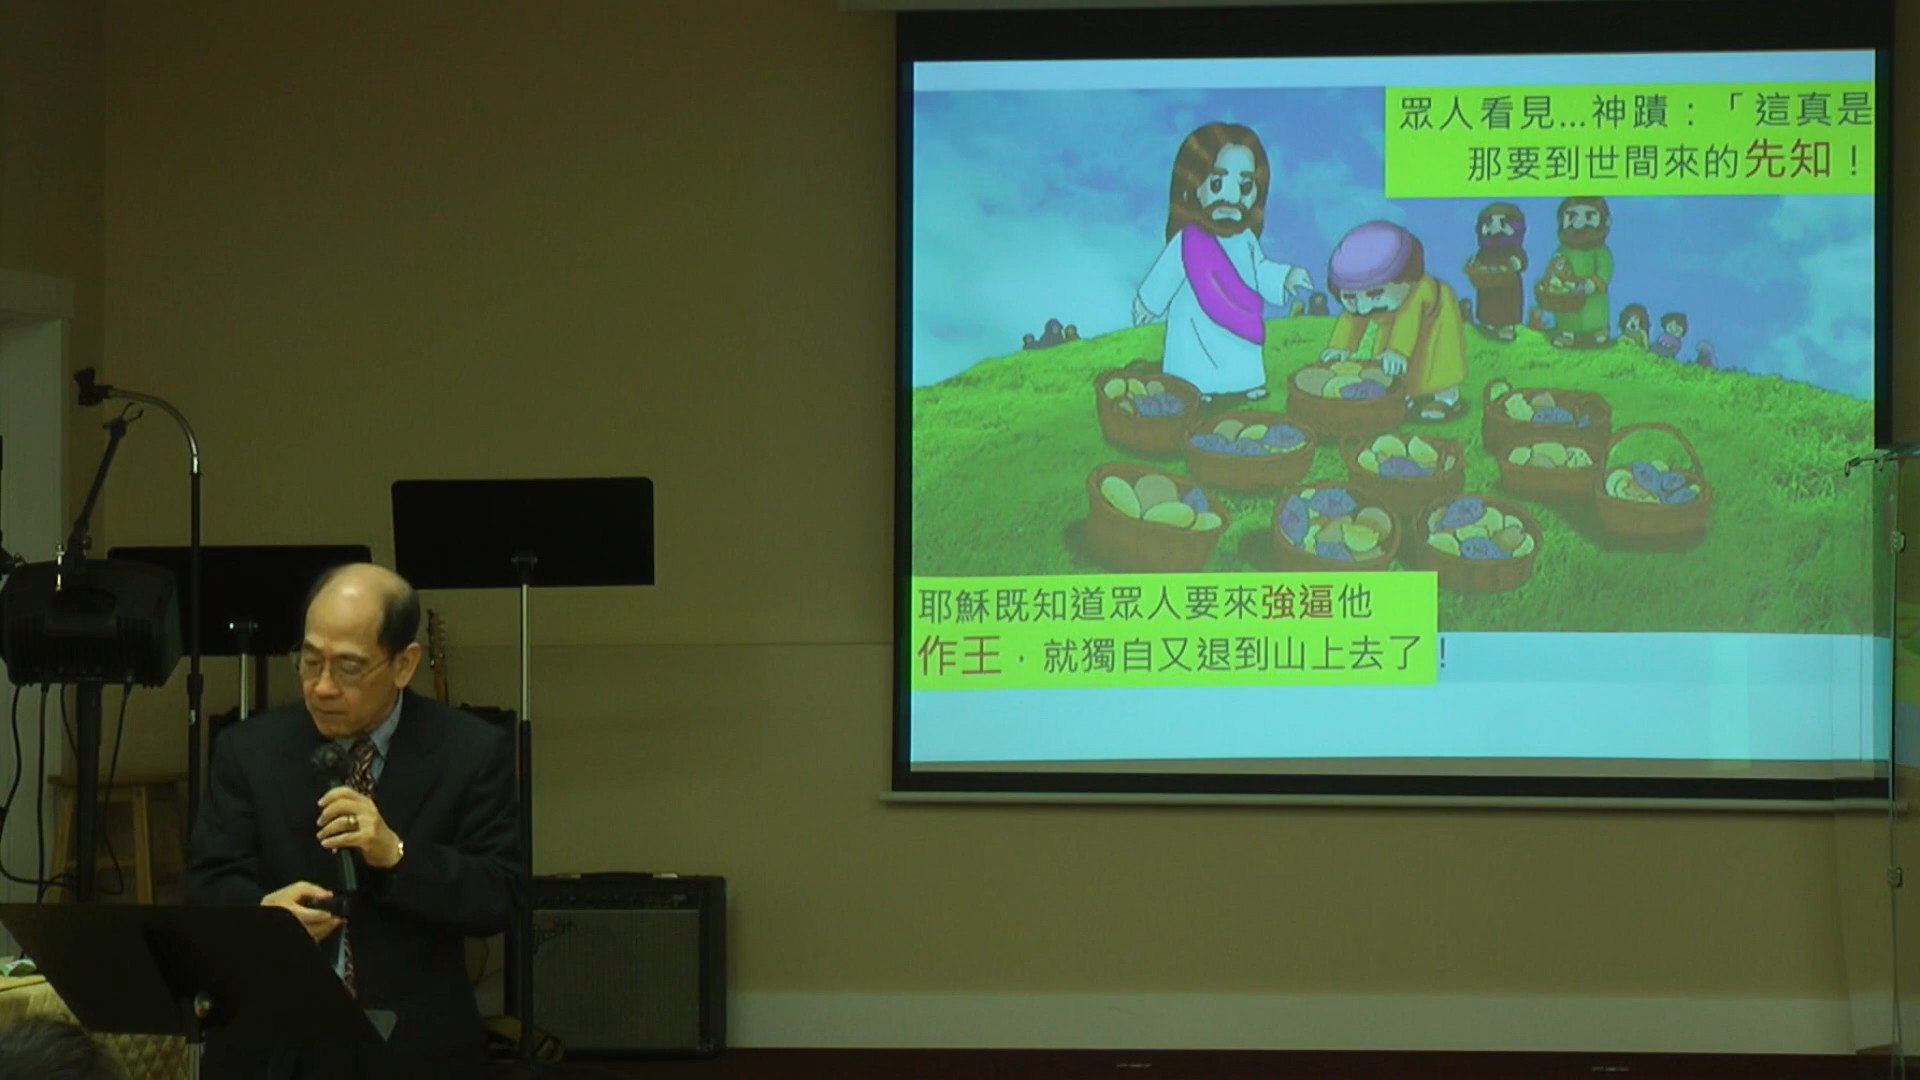 眾人看見...神蹟：「這真是
那要到世間來的先知！
耶穌既知道眾人要來強逼他
作王，就獨自又退到山上去了！